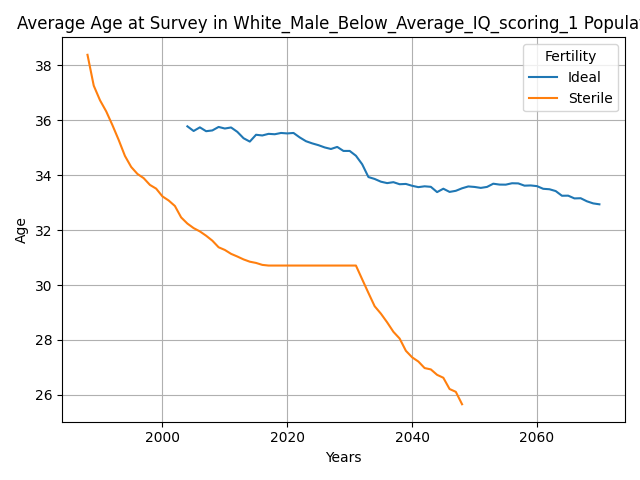 Average Age at Survey in White_Male_Below_Average_IQ_scoring_1 Popula
Fertility
Ideal
Sterile
Age
38
36
34
32
30
28
26
2000 2020 2040 2060
Years